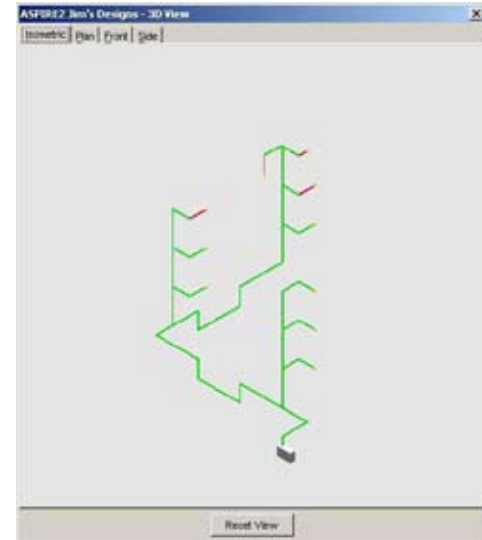 ASPIRE2 Jim's Designs - 3D View
Isometric Plan Front Side
Reset View